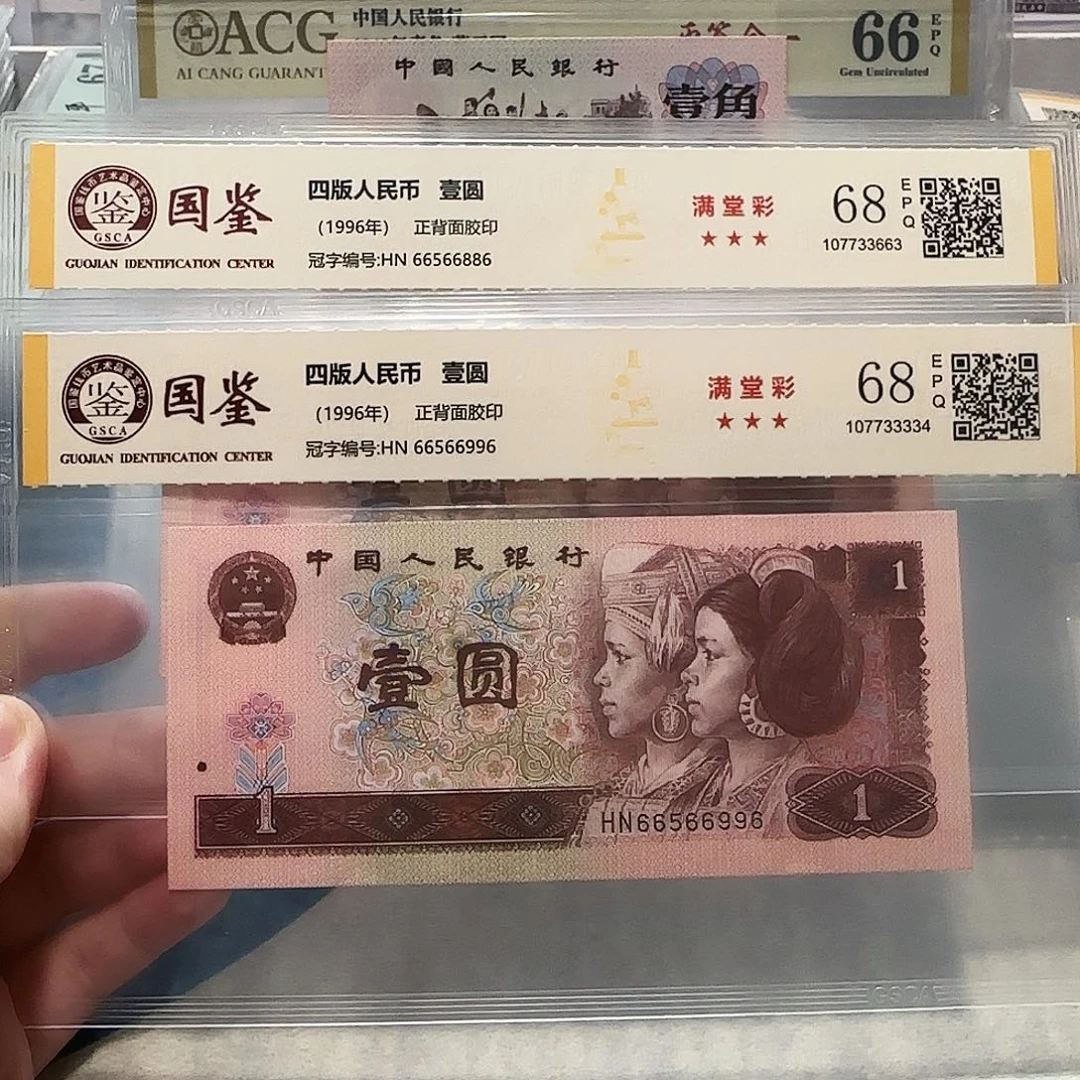 ACG
AI CANG GUARANT
中国人民银行
66
EPQ
Gem Uncirculated
中國人民銀行
壹角
国鉴
GSCA
GUOJIAN IDENTIFICATION CENTER
四版人民币 壹圆
(1996年) 正背面胶印
冠字编号:HN 66566886
满堂彩
★★★
68
EPQ
107733663
国鉴
GSCA
GUOJIAN IDENTIFICATION CENTER
四版人民币 壹圆
(1996年) 正背面胶印
冠字编号:HN 66566996
满堂彩
★★★
68
EPQ
107733334
中国人民银行
壹圆
1
1
HN66566996
1